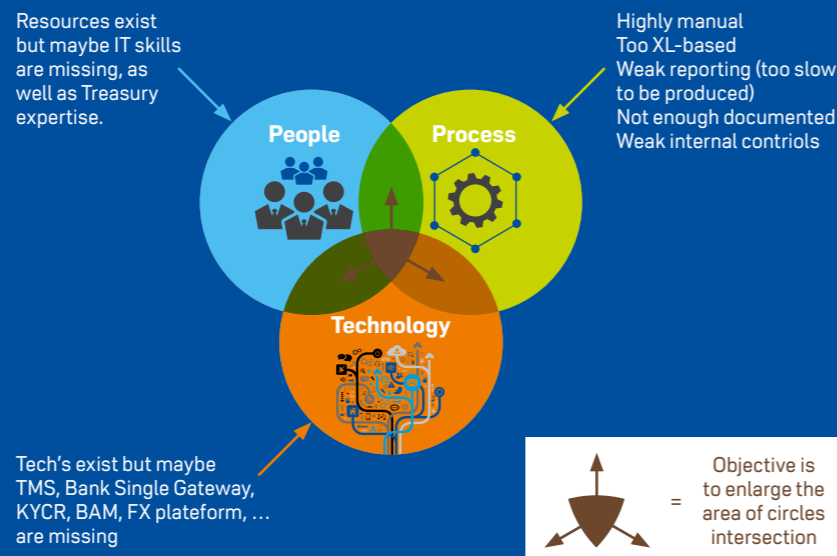 Resources exist
but maybe IT skills
are missing, as
well as Treasury
expertise.
Highly manual
Too XL-based
Weak reporting (too slow
to be produced)
Not enough documented
Weak internal contriols
People
Process
Technology
Tech's exist but maybe
TMS, Bank Single Gateway,
KYCR, BAM, FX plateform, ...
are missing
=
Objective is
to enlarge the
area of circles
intersection